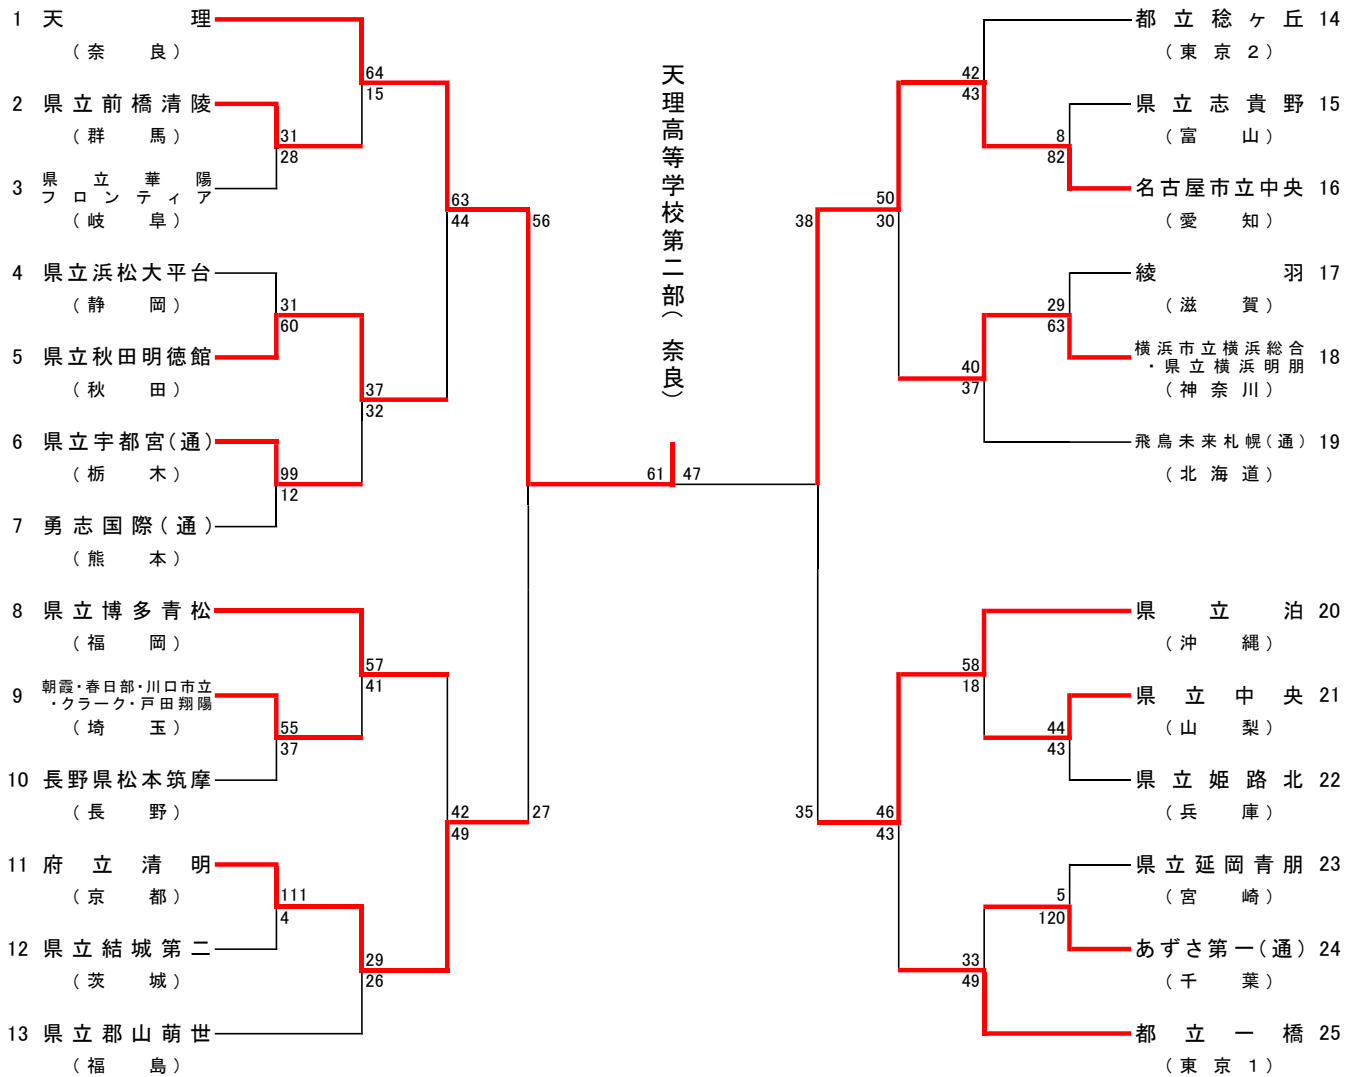 1 天理
(奈良)
2 県立前橋清陵
(群馬)
3 県立華陽
フロンティア
(岐阜)
4 県立浜松大平台
(静岡)
5 県立秋田明徳館
(秋田)
6 県立宇都宮(通)
(栃木)
7 勇志国際(通)
(熊本)
8 県立博多青松
(福岡)
9 朝霞・春日部・川口市立
・クラーク・戸田翔陽
(埼玉)
10 長野県松本筑摩
(長野)
11 府立清明
(京都)
12 県立結城第二
(茨城)
13 県立郡山萌世
(福島)
64
15
31
28
63
44
56
31
60
37
32
99
12
57
41
55
37
42
49
27
111
4
29
26
天理高等学校第二部(奈良)
61 47
42
43
8
82
50
30
38
29
63
40
37
58
18
44
43
35
46
43
5
120
33
49
都立稔ヶ丘 14
(東京2)
県立志貴野 15
(富山)
名古屋市立中央 16
(愛知)
綾羽 17
(滋賀)
横浜市立横浜総合
・県立横浜明朋 18
(神奈川)
飛鳥未来札幌(通) 19
(北海道)
県立泊 20
(沖縄)
県立中央 21
(山梨)
県立姫路北 22
(兵庫)
県立延岡青朋 23
(宮崎)
あずさ第一(通) 24
(千葉)
都立一橋 25
(東京1)